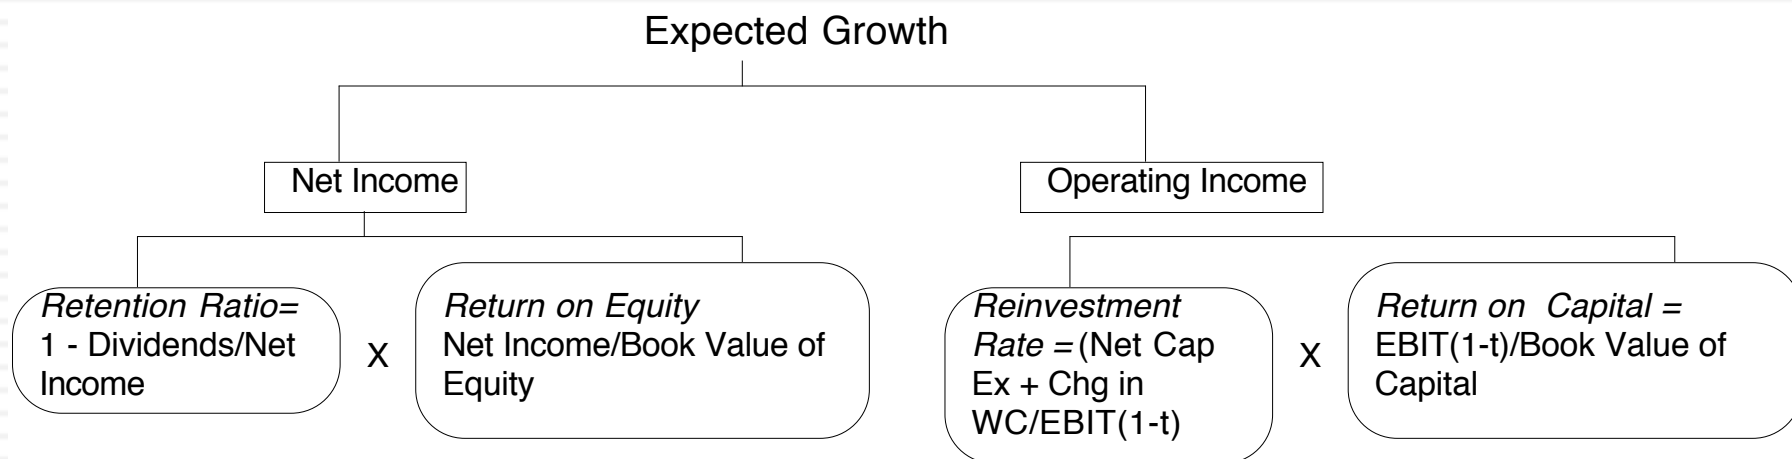 Expected Growth
Net Income
Operating Income
Retention Ratio=
1 - Dividends/Net
Income
X
Return on Equity
Net Income/Book Value of
Equity
Reinvestment
Rate =(Net Cap
Ex + Chg in
WC/EBIT(1-t)
X
Return on Capital =
EBIT(1-t)/Book Value of
Capital